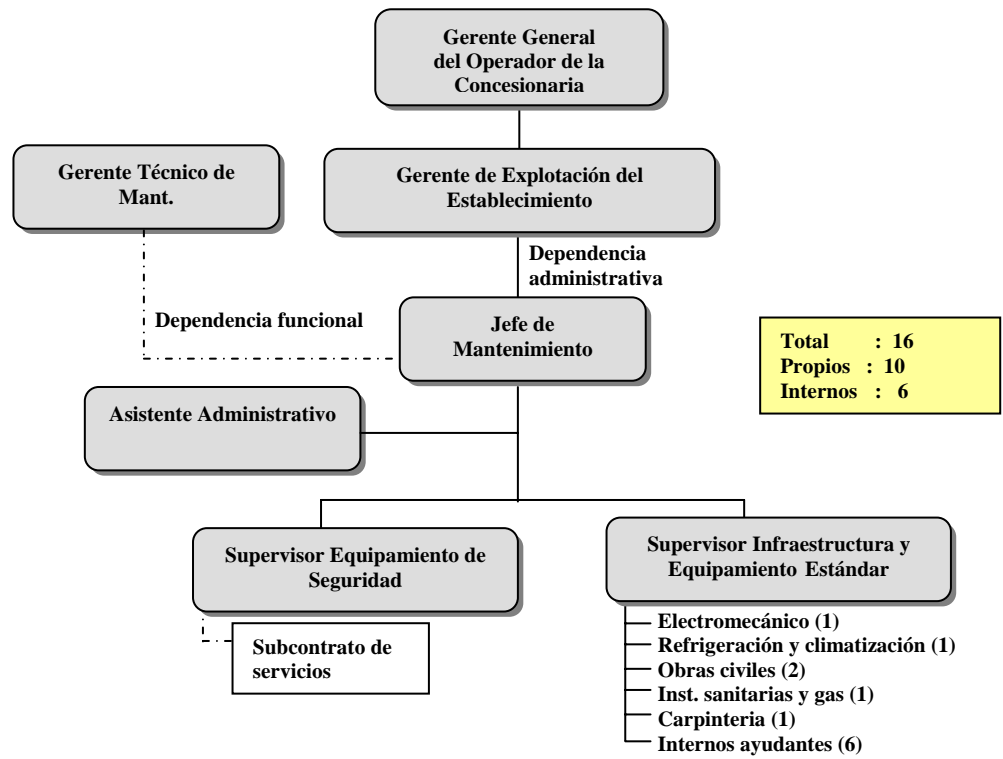 Gerente General
del Operador de la
Concesionaria
Gerente Técnico de
Mant.
Gerente de Explotación del
Establecimiento
Dependencia
administrativa
Dependencia funcional
Jefe de
Mantenimiento
Total : 16
Propios : 10
Internos : 6
Asistente Administrativo
Supervisor Equipamiento de
Seguridad
Supervisor Infraestructura y
Equipamiento Estándar
Subcontrato de
servicios
Electromecánico (1)
Refrigeración y climatización (1)
Obras civiles (2)
Inst. sanitarias y gas (1)
Carpinteria (1)
Internos ayudantes (6)